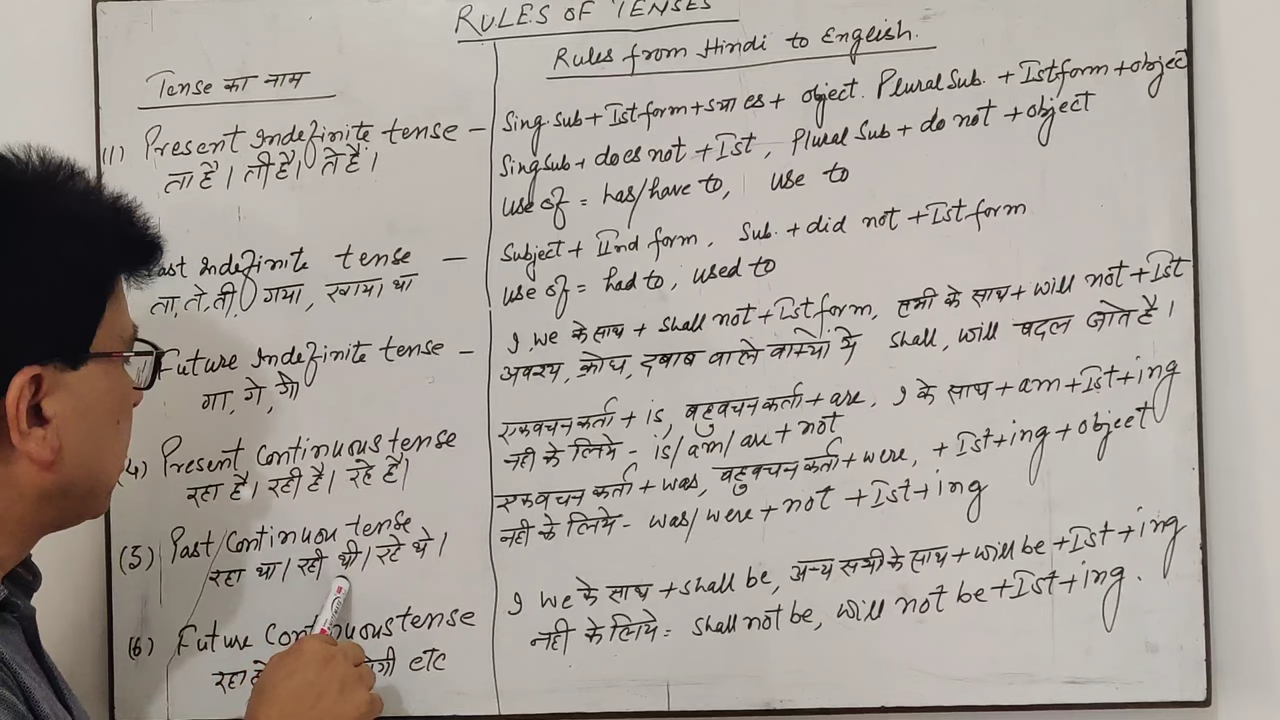 RULES OF TENSES
Rules from Hindi to English.
Tense का नाम
(1) Present Indefinite tense –
ता है। ती है। ते हैं।
Sing. Sub + Ist form + s या es + object. Plural Sub. + Ist form + object
Sing Sub + does not + Ist, Plural Sub + do not + object
use of = has/have to, use to
ast Indefinite tense –
ता, ते, ती, गया, खाया था
Subject + IInd form, Sub. + did not + Ist form
use of = had to, used to
Future Indefinite tense –
गा, गे, गी
I, we के साथ + shall not + Ist form, सभी के साथ + will not + Ist
अवश्य, क्रोध, दबाव वाले वाक्यों में shall, will बदल जाते है।
(4) Present Continuous tense
रहा है। रही है। रहे है।
एकवचन कर्ता + is, बहुवचन कर्ता + are, I के साथ + am + Ist + ing
नही के लिये – is/am/are + not
(5) Past Continuou tense
रहा था। रही थी। रहे थे।
एकवचन कर्ता + was, बहुवचन कर्ता + were, + Ist + ing + object
नही के लिये – was/were + not + Ist + ing
(6) Future Continuous tense
रहा etc
I we के साथ + shall be, अन्य सभी के साथ + will be + Ist + ing
नही के लिये = shall not be, will not be + Ist + ing.